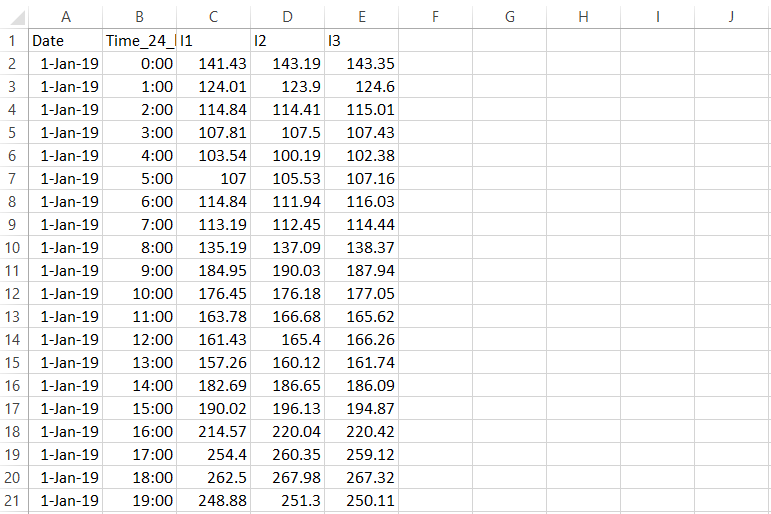 A B C D E F G H I J
1 Date Time_24_ I1 I2 I3
2 1-Jan-19 0:00 141.43 143.19 143.35
3 1-Jan-19 1:00 124.01 123.9 124.6
4 1-Jan-19 2:00 114.84 114.41 115.01
5 1-Jan-19 3:00 107.81 107.5 107.43
6 1-Jan-19 4:00 103.54 100.19 102.38
7 1-Jan-19 5:00 107 105.53 107.16
8 1-Jan-19 6:00 114.84 111.94 116.03
9 1-Jan-19 7:00 113.19 112.45 114.44
10 1-Jan-19 8:00 135.19 137.09 138.37
11 1-Jan-19 9:00 184.95 190.03 187.94
12 1-Jan-19 10:00 176.45 176.18 177.05
13 1-Jan-19 11:00 163.78 166.68 165.62
14 1-Jan-19 12:00 161.43 165.4 166.26
15 1-Jan-19 13:00 157.26 160.12 161.74
16 1-Jan-19 14:00 182.69 186.65 186.09
17 1-Jan-19 15:00 190.02 196.13 194.87
18 1-Jan-19 16:00 214.57 220.04 220.42
19 1-Jan-19 17:00 254.4 260.35 259.12
20 1-Jan-19 18:00 262.5 267.98 267.32
21 1-Jan-19 19:00 248.88 251.3 250.11